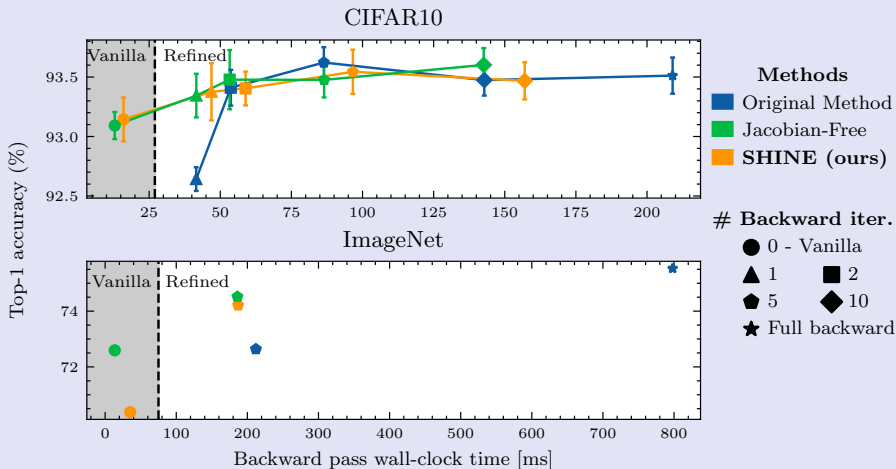 CIFAR10
Vanilla
Refined
93.5
93.0
92.5
25
50
75
100
125
150
175
200
Top-1 accuracy (%)
ImageNet
Vanilla
Refined
74
72
0
100
200
300
400
500
600
700
800
Backward pass wall-clock time [ms]
Methods
Original Method
Jacobian-Free
SHINE (ours)
# Backward iter.
0 - Vanilla
1
2
5
10
Full backward